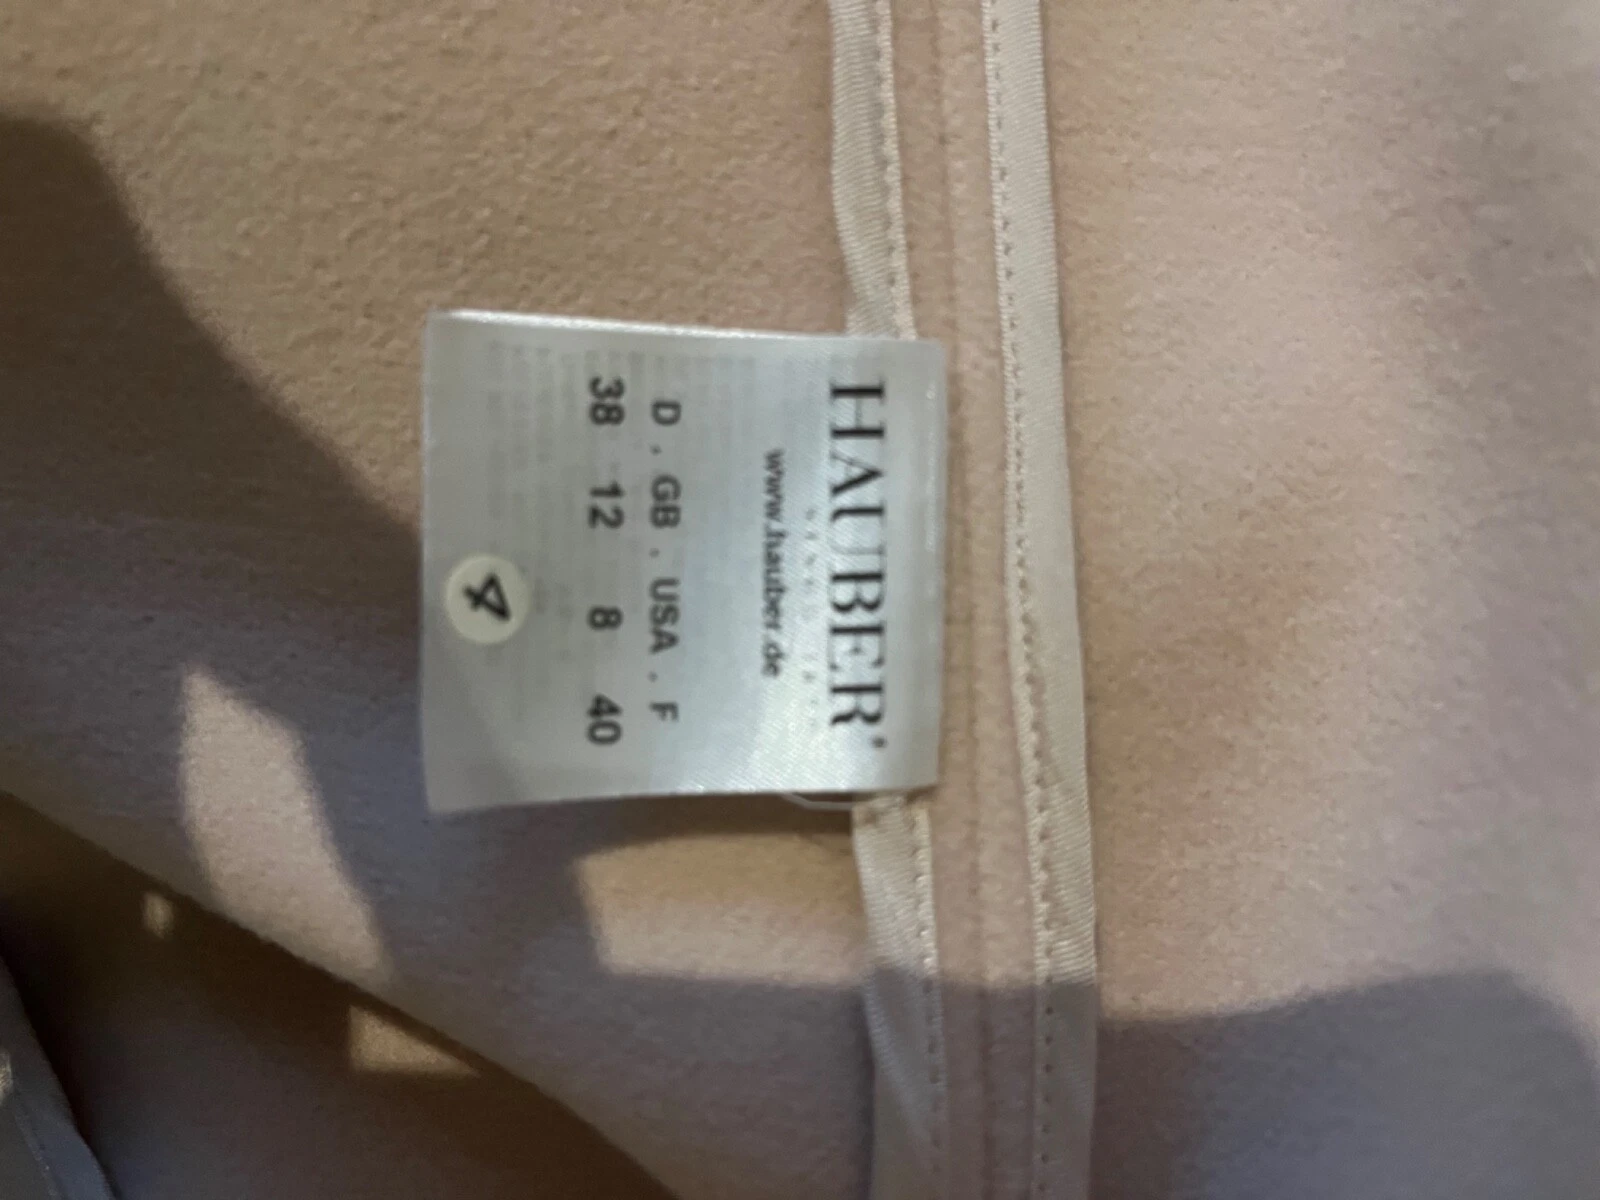 HAUBER
www.hauber.de
D . GB . USA . F
38 12 8 40
4